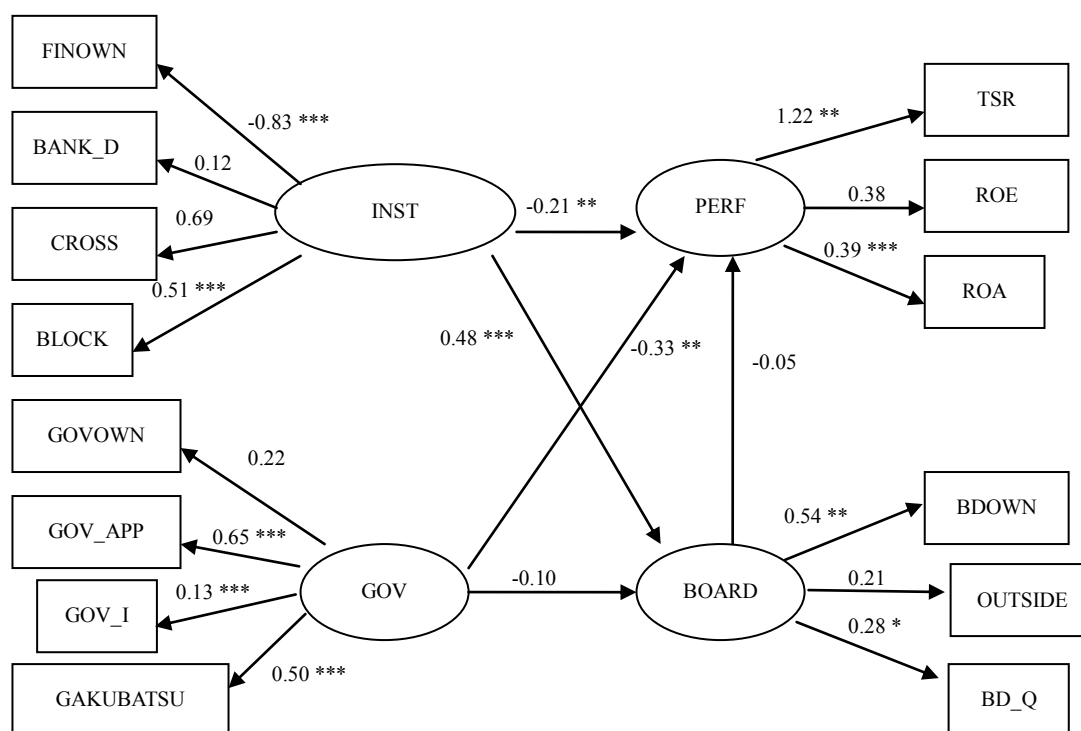 FINOWN
TSR
-0.83 ***
1.22 **
BANK_D
0.12
INST
-0.21 **
PERF
0.38
ROE
CROSS
0.69
0.39 ***
ROA
0.51 ***
BLOCK
0.48 ***
-0.33 **
-0.05
GOVOWN
0.22
BDOWN
0.54 **
GOV_APP
0.65 ***
GOV
-0.10
BOARD
0.21
OUTSIDE
0.13 ***
GOV_I
0.28 *
0.50 ***
GAKUBATSU
BD_Q